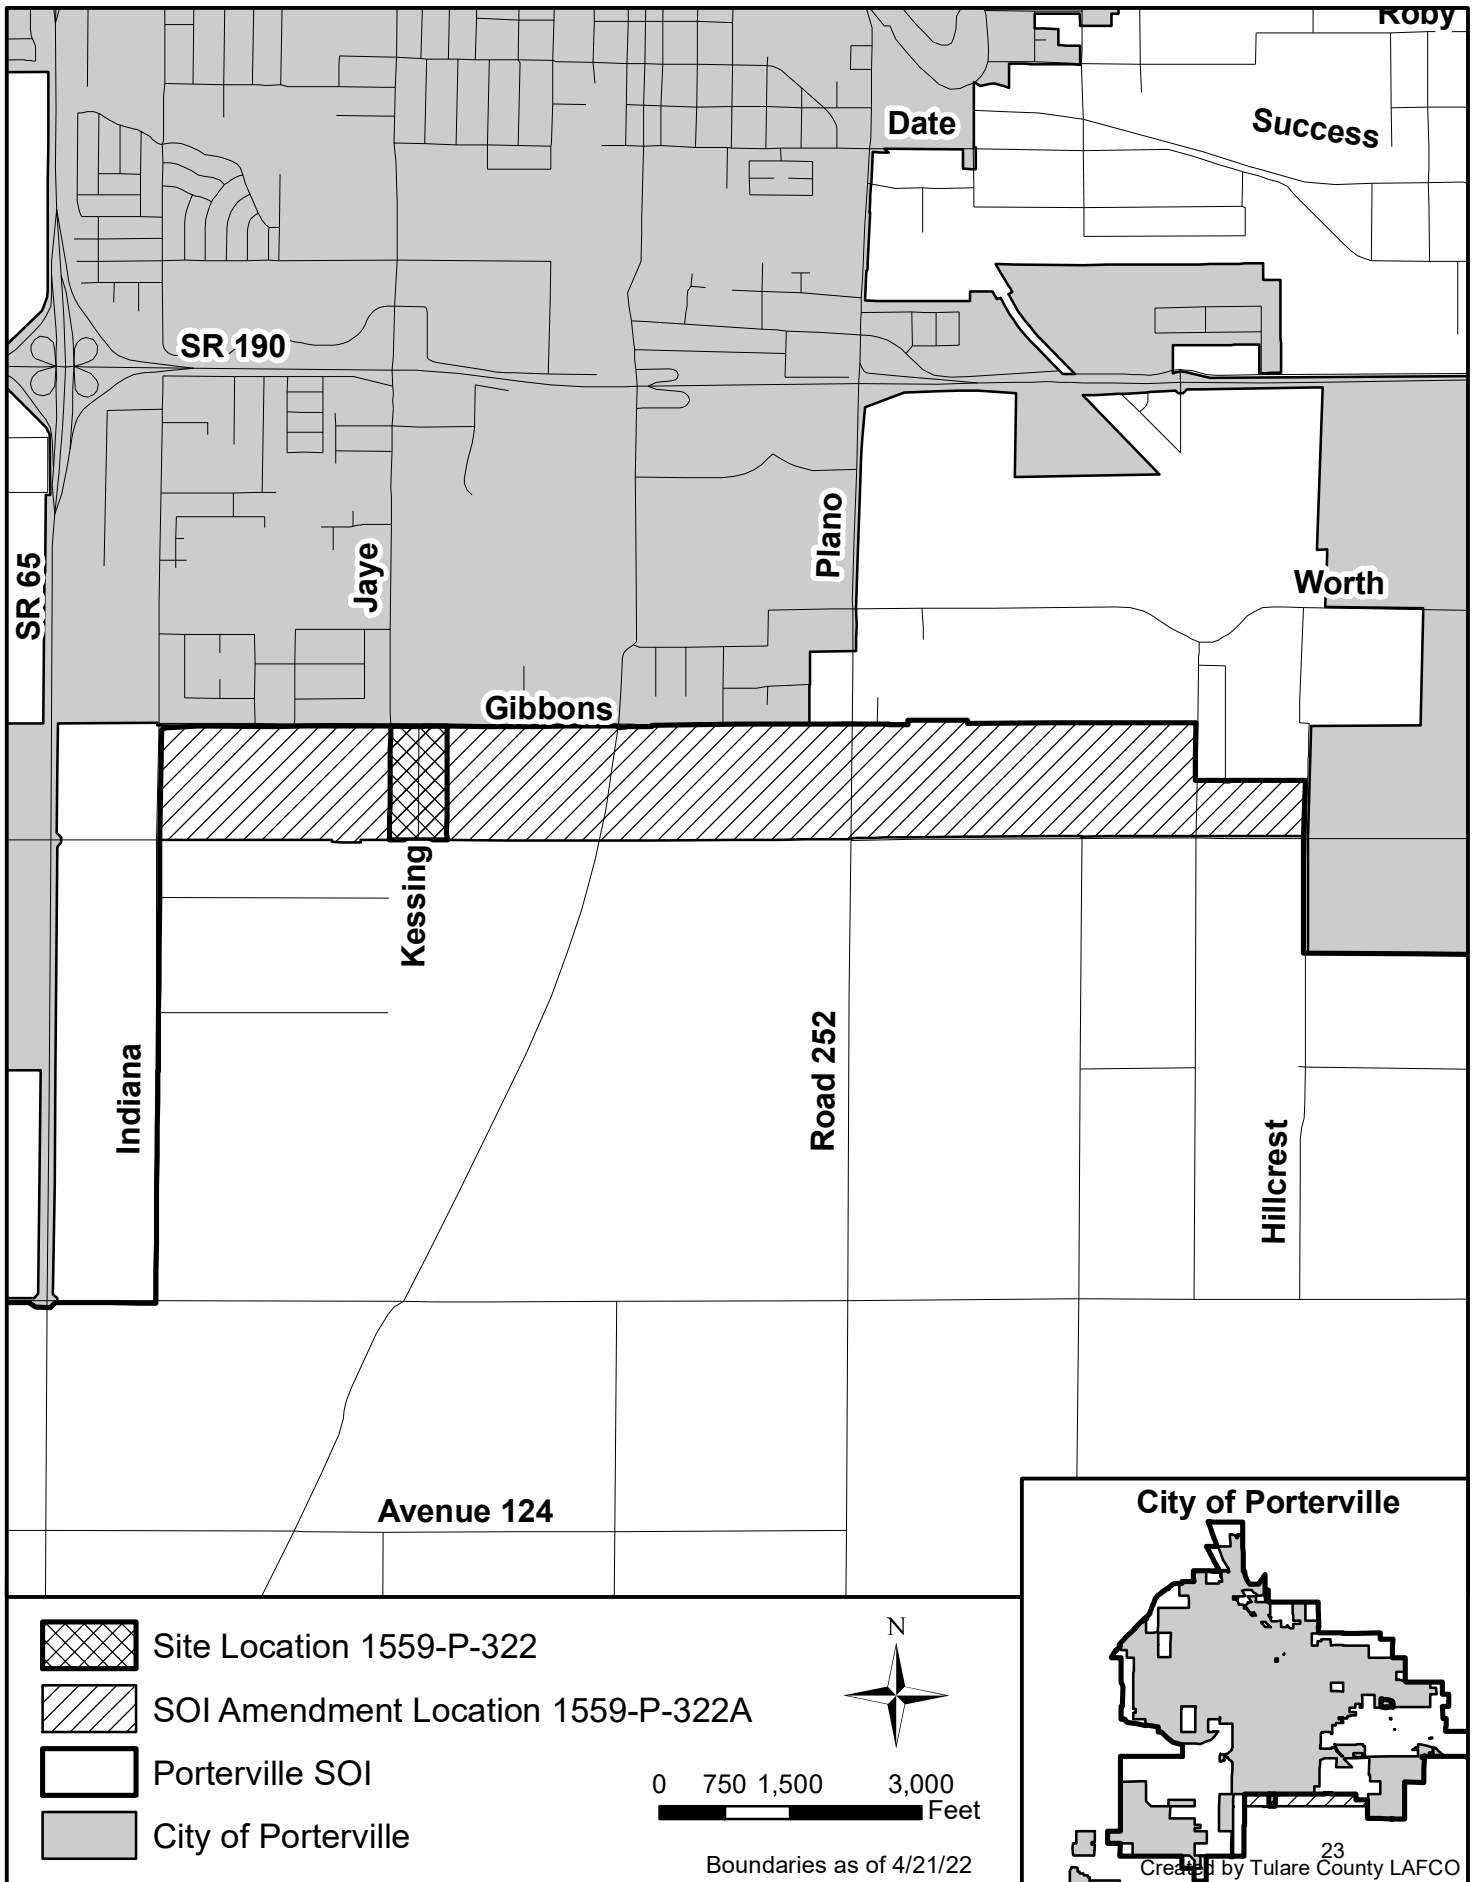 Roby
Date
Success
SR 190
SR 65
Jaye
Plano
Worth
Gibbons
Kessing
Indiana
Road 252
Hillcrest
Avenue 124
City of Porterville
Site Location 1559-P-322
SOI Amendment Location 1559-P-322A
Porterville SOI
City of Porterville
N
0 750 1,500 3,000
Feet
Boundaries as of 4/21/22
23
Created by Tulare County LAFCO